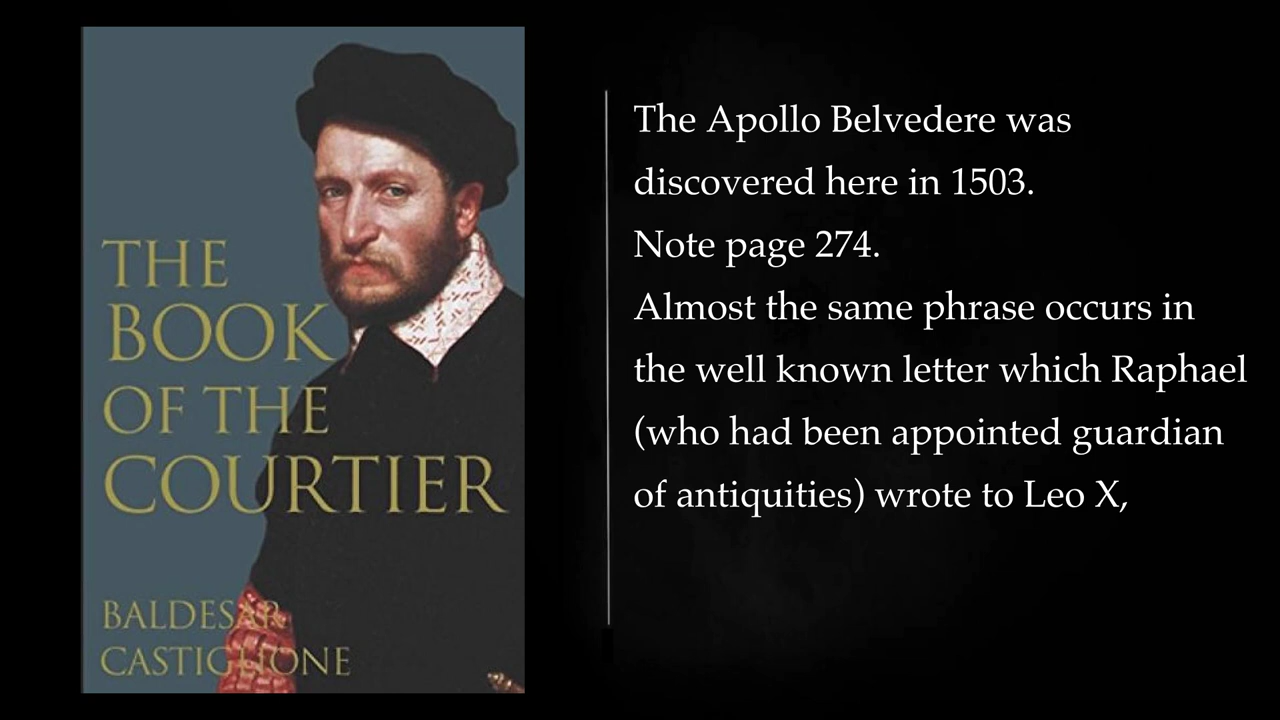 THE
BOOK
OF THE
COURTIER
BALDESAR
CASTIGLIONE
The Apollo Belvedere was
discovered here in 1503.
Note page 274.
Almost the same phrase occurs in
the well known letter which Raphael
(who had been appointed guardian
of antiquities) wrote to Leo X,